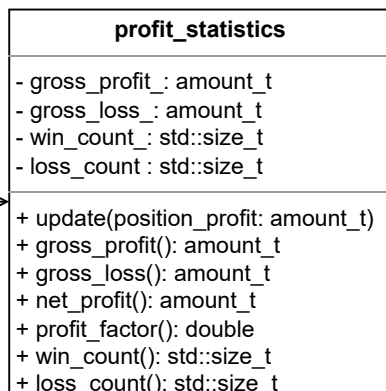 profit_statistics
- gross_profit_: amount_t
- gross_loss_: amount_t
- win_count_: std::size_t
- loss_count : std::size_t
+ update(position_profit: amount_t)
+ gross_profit(): amount_t
+ gross_loss(): amount_t
+ net_profit(): amount_t
+ profit_factor(): double
+ win_count(): std::size_t
+ loss_count(): std::size_t